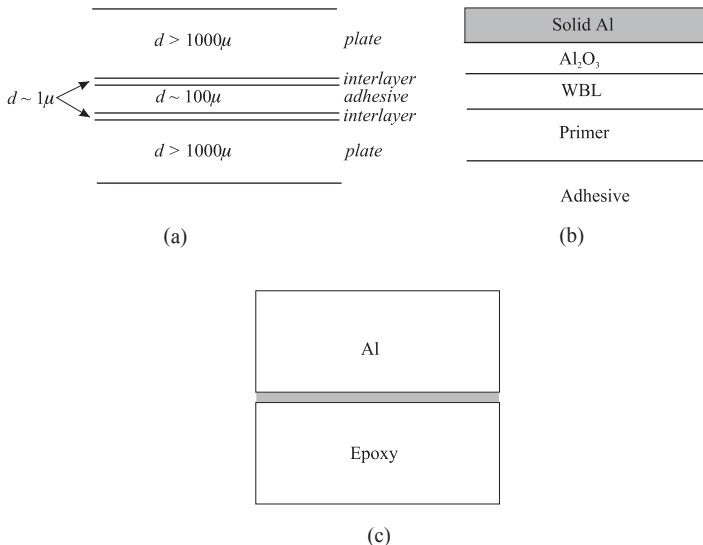 d > 1000μ
plate
interlayer
d ~ 1μ
d ~ 100μ
adhesive
interlayer
d > 1000μ
plate
(a)
Solid Al
Al₂O₃
WBL
Primer
Adhesive
(b)
Al
Epoxy
(c)